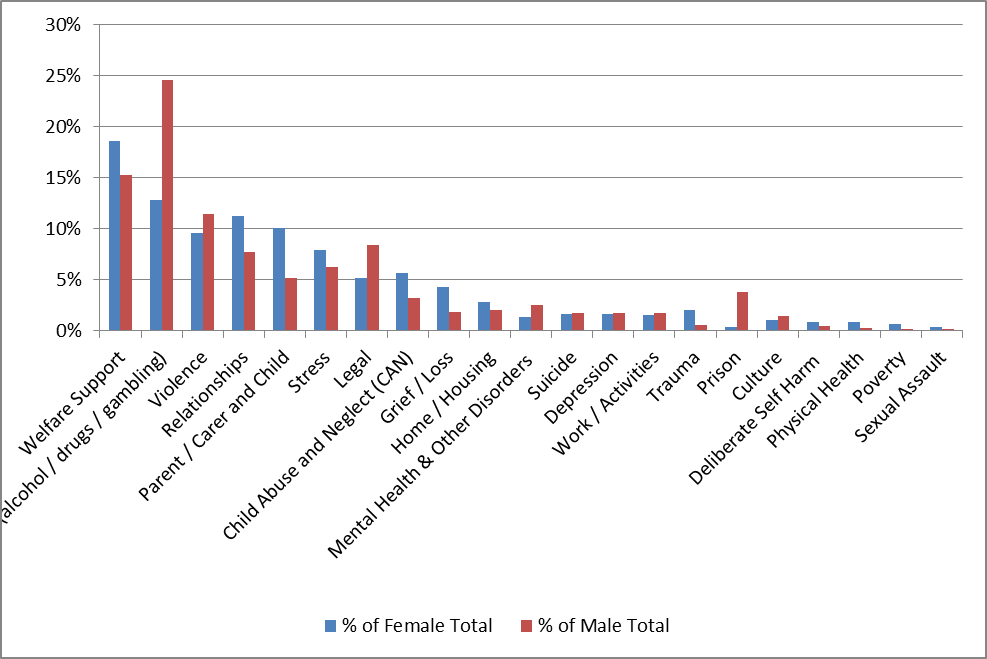 30%
25%
20%
15%
10%
5%
0%
Welfare Support
(alcohol / drugs / gambling)
Violence
Relationships
Parent / Carer and Child
Stress
Legal
Child Abuse and Neglect (CAN)
Grief / Loss
Home / Housing
Mental Health & Other Disorders
Suicide
Depression
Work / Activities
Trauma
Prison
Culture
Deliberate Self Harm
Physical Health
Poverty
Sexual Assault
% of Female Total
% of Male Total